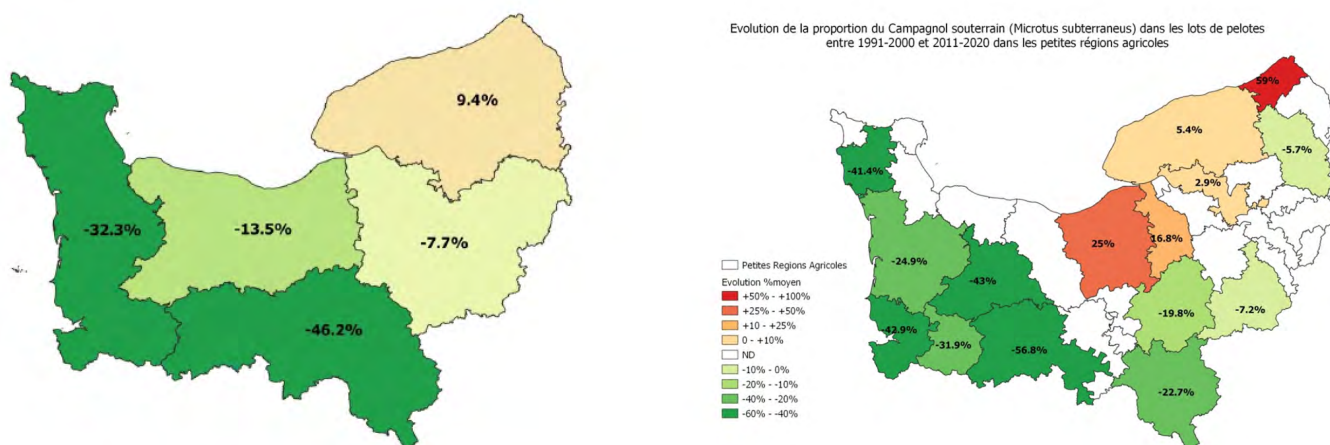 9.4%
-32.3%
-13.5%
-7.7%
-46.2%
Evolution de la proportion du Campagnol souterrain (Microtus subterraneus) dans les lots de pelotes
entre 1991-2000 et 2011-2020 dans les petites régions agricoles
59%
5.4%
-5.7%
-41.4%
2.9%
25%
16.8%
-24.9%
-43%
-19.8%
-7.2%
-42.9%
-31.9%
-56.8%
-22.7%
Petites Regions Agricoles
Evolution %moyen
+50% - +100%
+25% - +50%
+10 - +25%
0 - +10%
ND
-10% - 0%
-20% - -10%
-40% - -20%
-60% - -40%